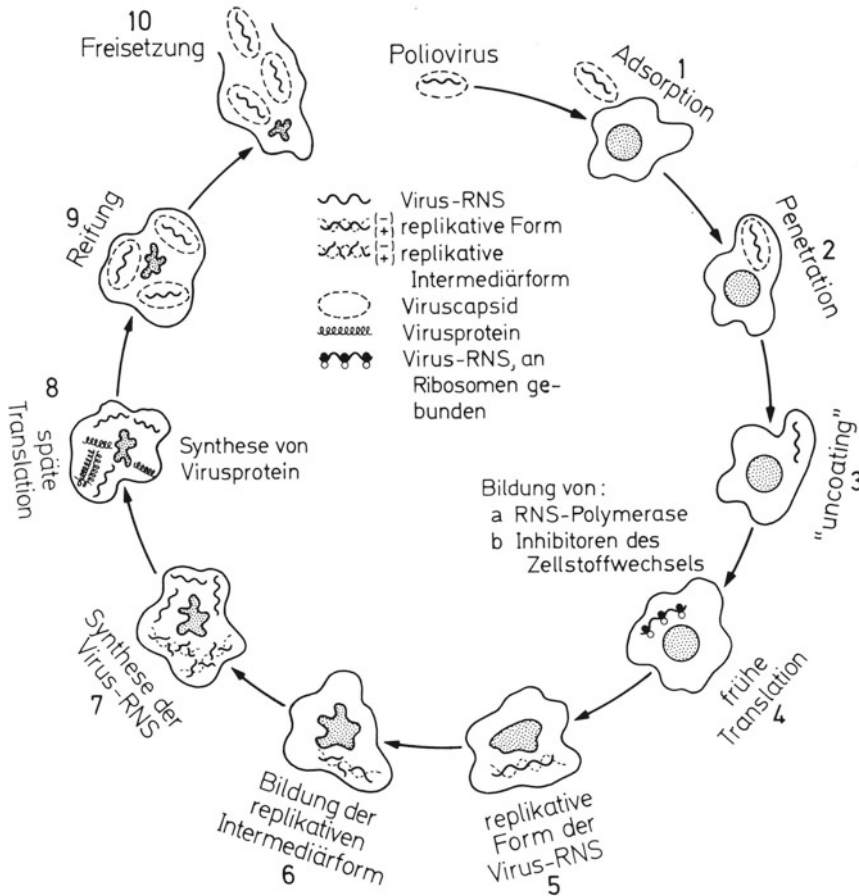 Poliovirus
1
Adsorption
2
Penetration
3
"uncoating"
4
frühe
Translation
Bildung von:
a RNS-Polymerase
b Inhibitoren des
Zellstoffwechsels
5
replikative
Form der
Virus-RNS
6
Bildung der
replikativen
Intermediärform
7
Synthese der
Virus-RNS
8
späte
Translation
Synthese von
Virusprotein
9
Reifung
10
Freisetzung
Virus-RNS
(-)
(+) replikative Form
(-)
(+) replikative
Intermediärform
Viruscapsid
Virusprotein
Virus-RNS, an
Ribosomen ge-
bunden